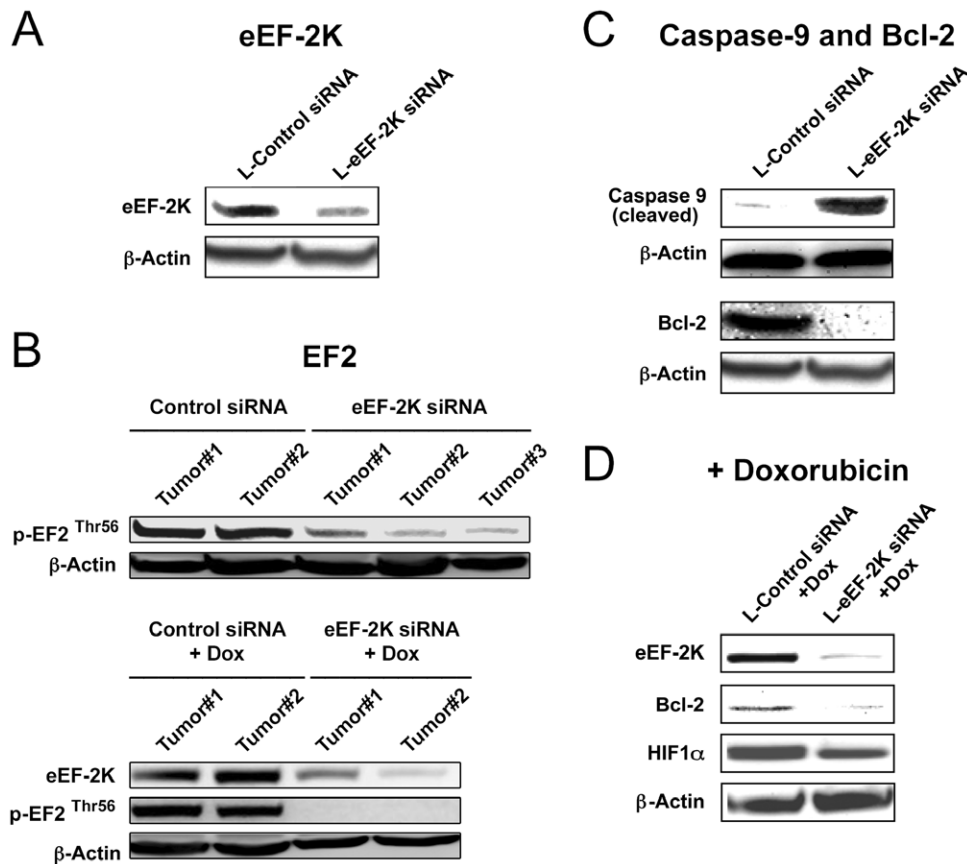 A
eEF-2K
L-Control siRNA
L-eEF-2K siRNA
eEF-2K
β-Actin
B
EF2
Control siRNA
eEF-2K siRNA
Tumor#1
Tumor#2
Tumor#1
Tumor#2
Tumor#3
p-EF2 Thr56
β-Actin
Control siRNA
+ Dox
eEF-2K siRNA
+ Dox
Tumor#1
Tumor#2
Tumor#1
Tumor#2
eEF-2K
p-EF2 Thr56
β-Actin
C
Caspase-9 and Bcl-2
L-Control siRNA
L-eEF-2K siRNA
Caspase 9
(cleaved)
β-Actin
Bcl-2
β-Actin
D
+ Doxorubicin
L-Control siRNA
+Dox
L-eEF-2K siRNA
+Dox
eEF-2K
Bcl-2
HIF1α
β-Actin